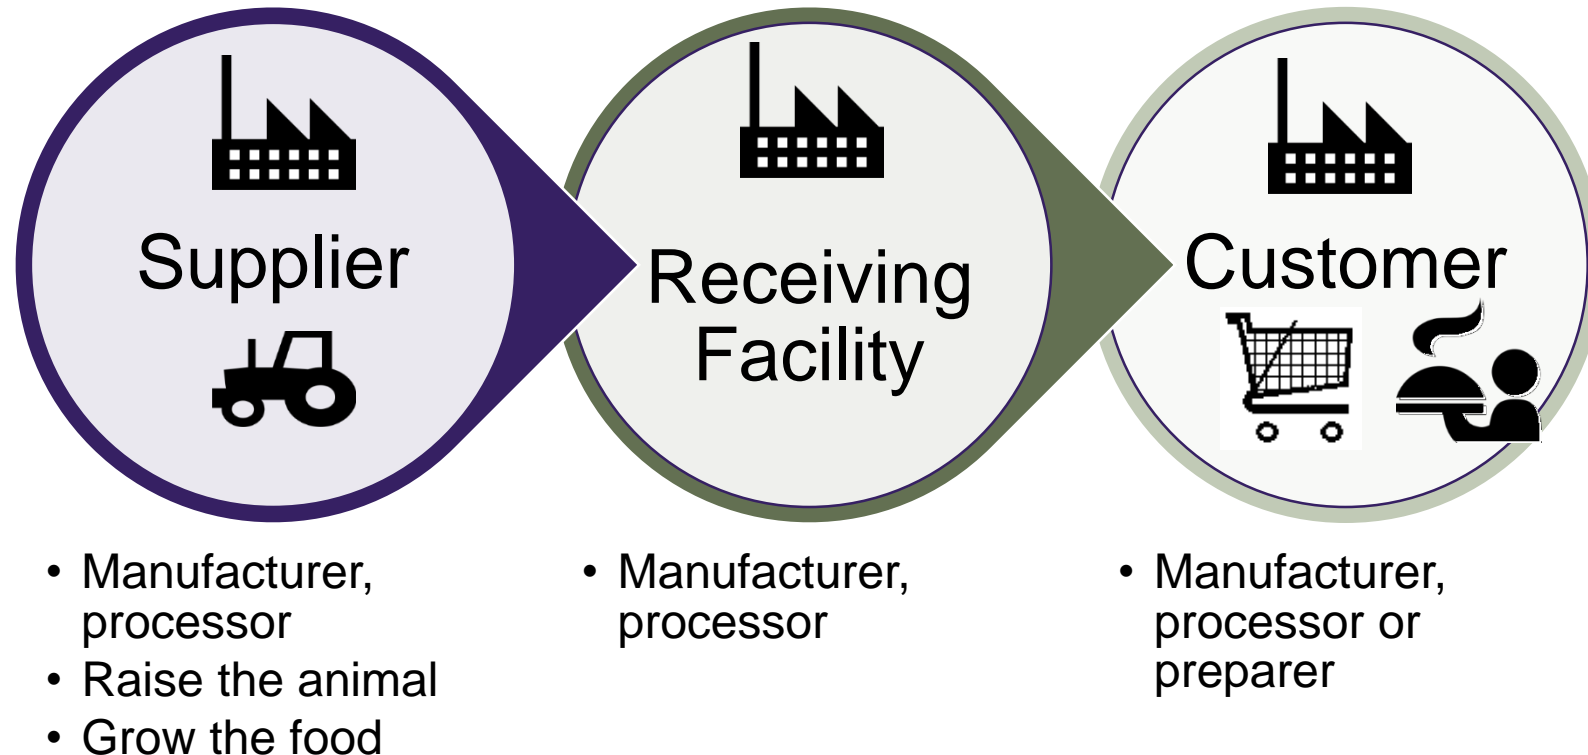 Supplier
Receiving
Facility
Customer
• Manufacturer,
processor
• Raise the animal
• Grow the food
• Manufacturer,
processor
• Manufacturer,
processor or
preparer